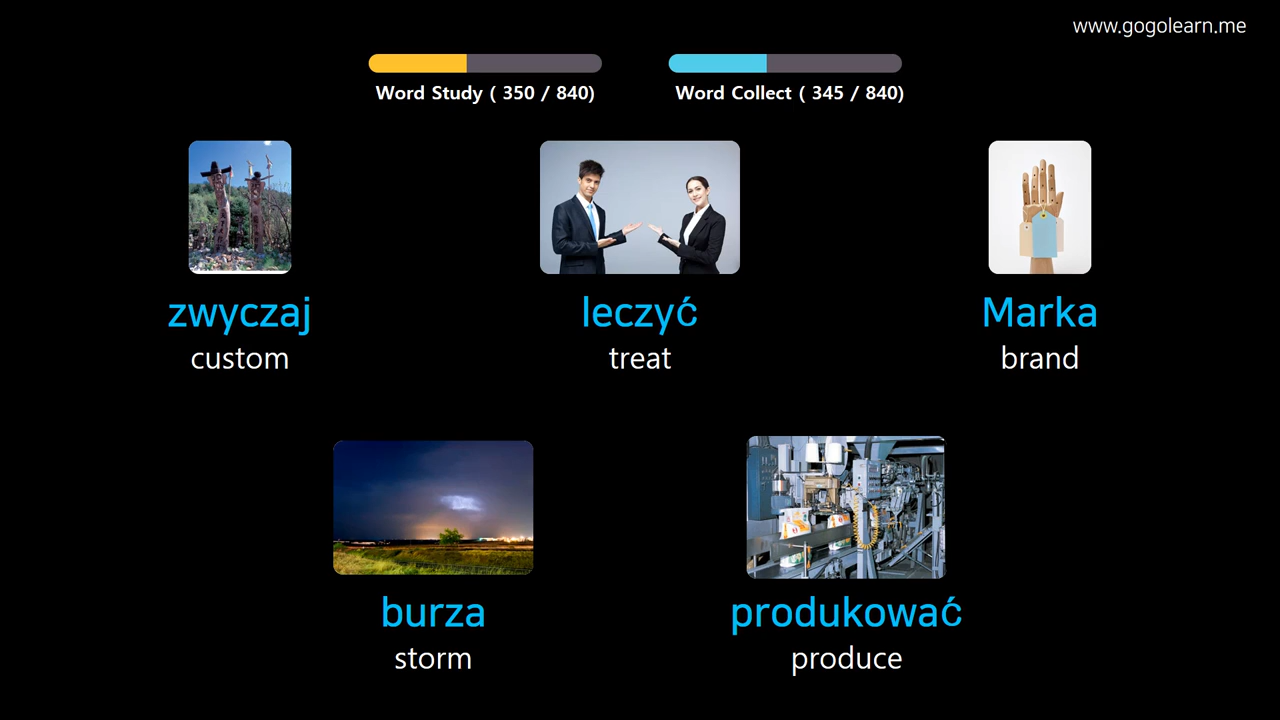 www.gogolearn.me
Word Study ( 350 / 840)
Word Collect ( 345 / 840)
zwyczaj
custom
leczyć
treat
Marka
brand
burza
storm
produkować
produce